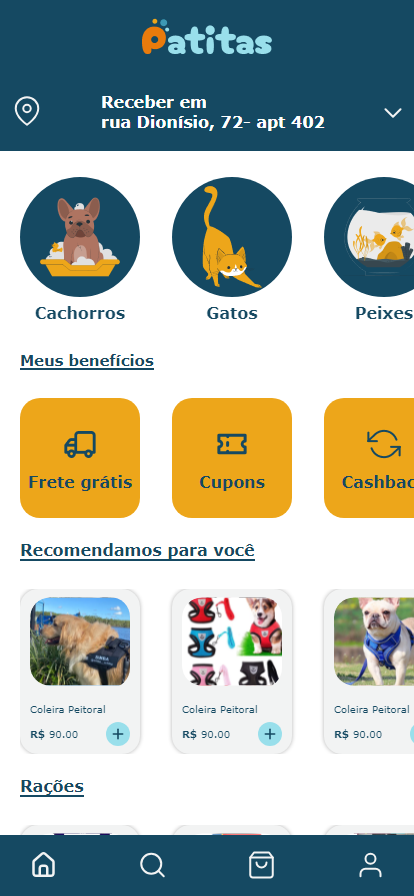 Patitas
Receber em
rua Dionísio, 72- apt 402
Cachorros
Gatos
Peixes
Meus benefícios
Frete grátis
Cupons
Cashbac
Recomendamos para você
Coleira Peitoral
R$ 90.00
Coleira Peitoral
R$ 90.00
Coleira Peitoral
R$ 90.00
Rações